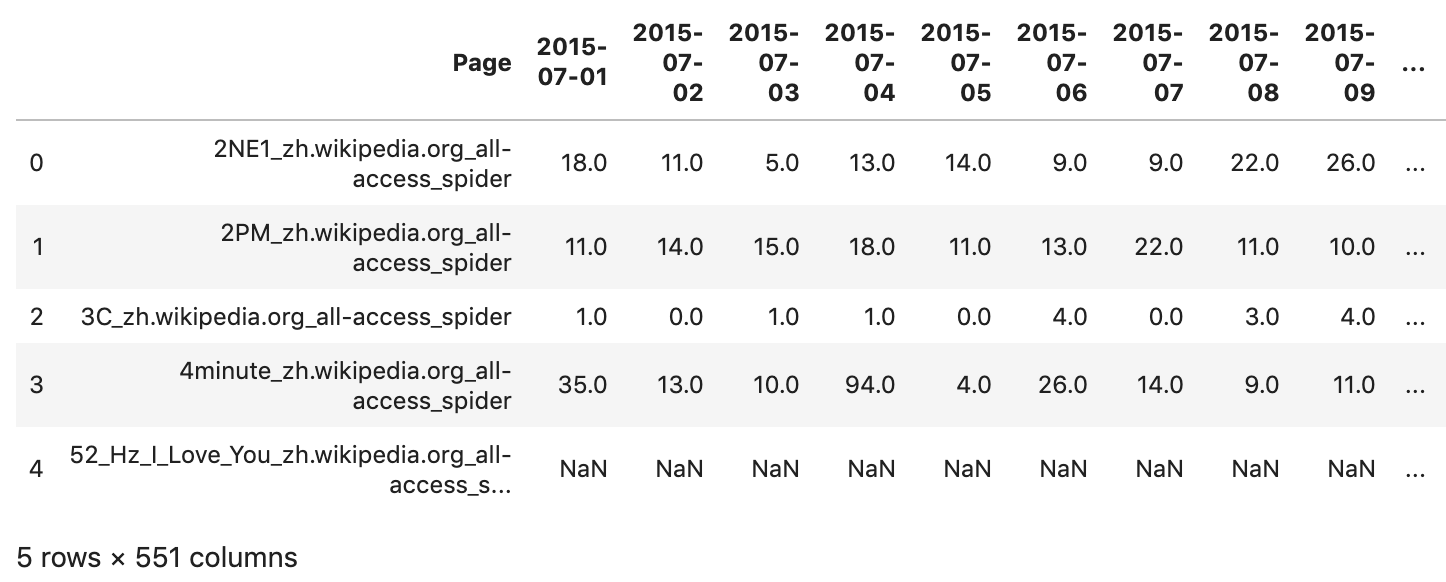 Page 2015-07-01 2015-07-02 2015-07-03 2015-07-04 2015-07-05 2015-07-06 2015-07-07 2015-07-08 2015-07-09 ...
0 2NE1_zh.wikipedia.org_all-access_spider 18.0 11.0 5.0 13.0 14.0 9.0 9.0 22.0 26.0 ...
1 2PM_zh.wikipedia.org_all-access_spider 11.0 14.0 15.0 18.0 11.0 13.0 22.0 11.0 10.0 ...
2 3C_zh.wikipedia.org_all-access_spider 1.0 0.0 1.0 1.0 0.0 4.0 0.0 3.0 4.0 ...
3 4minute_zh.wikipedia.org_all-access_spider 35.0 13.0 10.0 94.0 4.0 26.0 14.0 9.0 11.0 ...
4 52_Hz_I_Love_You_zh.wikipedia.org_all-access_s... NaN NaN NaN NaN NaN NaN NaN NaN NaN ...
5 rows × 551 columns